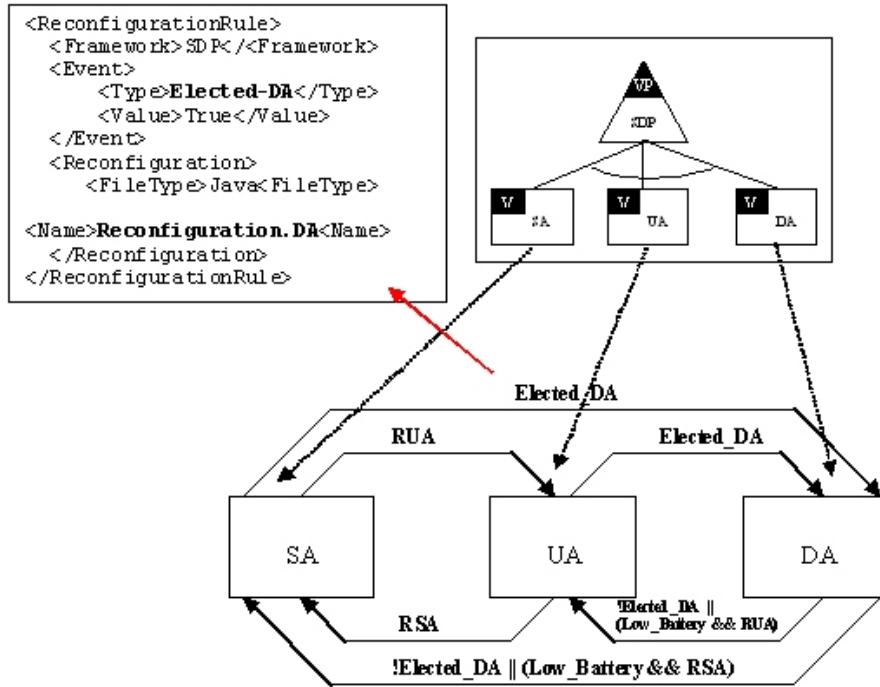 <ReconfigurationRule>
<Framework>SDP</<Framework>
<Event>
<Type>Elected-DA</Type>
<Value>True</Value>
</Event>
<Reconfiguration>
<FileType>Java<FileType>
<Name>Reconfiguration.DA<Name>
</Reconfiguration>
</ReconfigurationRule>
VP
SDP
V
SA
V
UA
V
DA
Elected_DA
RUA
Elected_DA
SA
UA
DA
RSA
!Elected_DA ||
(Low_Battery && RUA)
!Elected_DA || (Low_Battery && RSA)